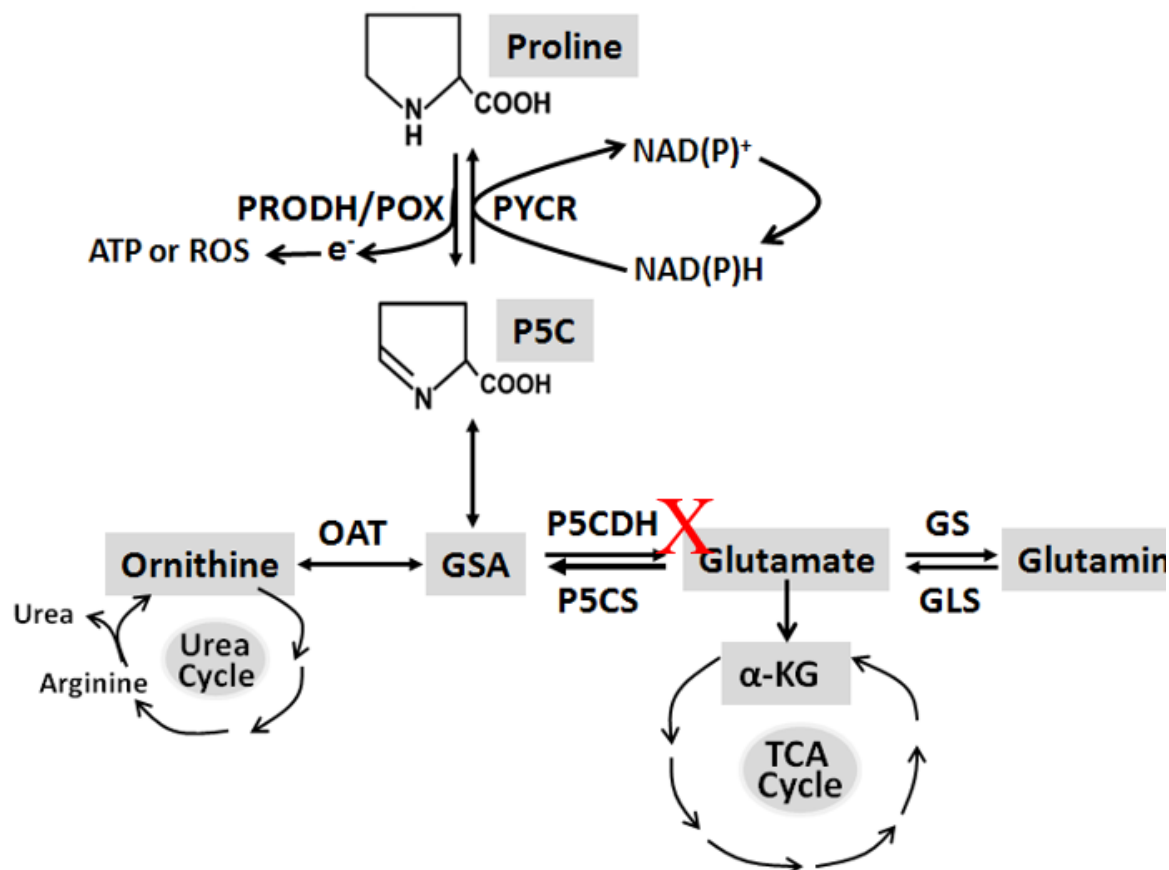 Proline
N
H
COOH
NAD(P)+
PRODH/POX
PYCR
ATP or ROS
e-
NAD(P)H
P5C
N
COOH
OAT
P5CDH
X
GS
Ornithine
GSA
Glutamate
Glutamin
P5CS
GLS
Urea
Urea
Cycle
Arginine
α-KG
TCA
Cycle